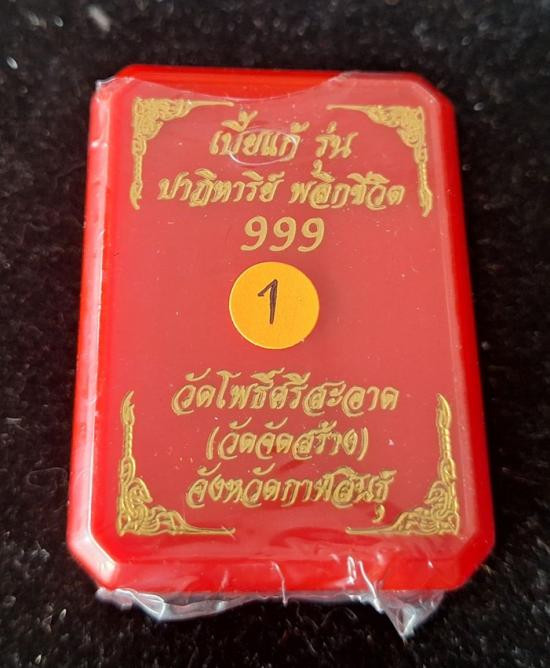 เบี้ยแก้ รุ่น
ปาฏิหาริย์ พลิกชีวิต
999
1
วัดโพธิ์ศรีสะอาด
(วัดจัดสร้าง)
จังหวัดกาฬสินธุ์